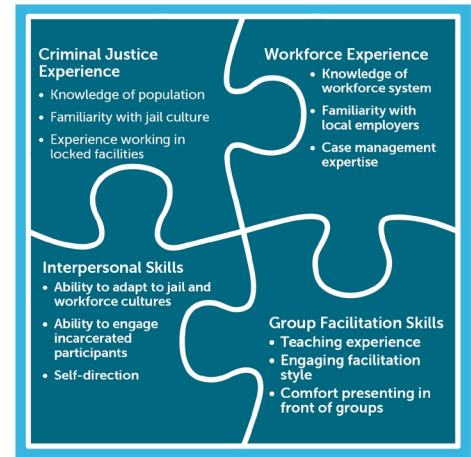 Criminal Justice
Experience
• Knowledge of population
• Familiarity with jail culture
• Experience working in
locked facilities
Workforce Experience
• Knowledge of
workforce system
• Familiarity with
local employers
• Case management
expertise
Interpersonal Skills
• Ability to adapt to jail and
workforce cultures
• Ability to engage
incarcerated
participants
• Self-direction
Group Facilitation Skills
• Teaching experience
• Engaging facilitation
style
• Comfort presenting in
front of groups